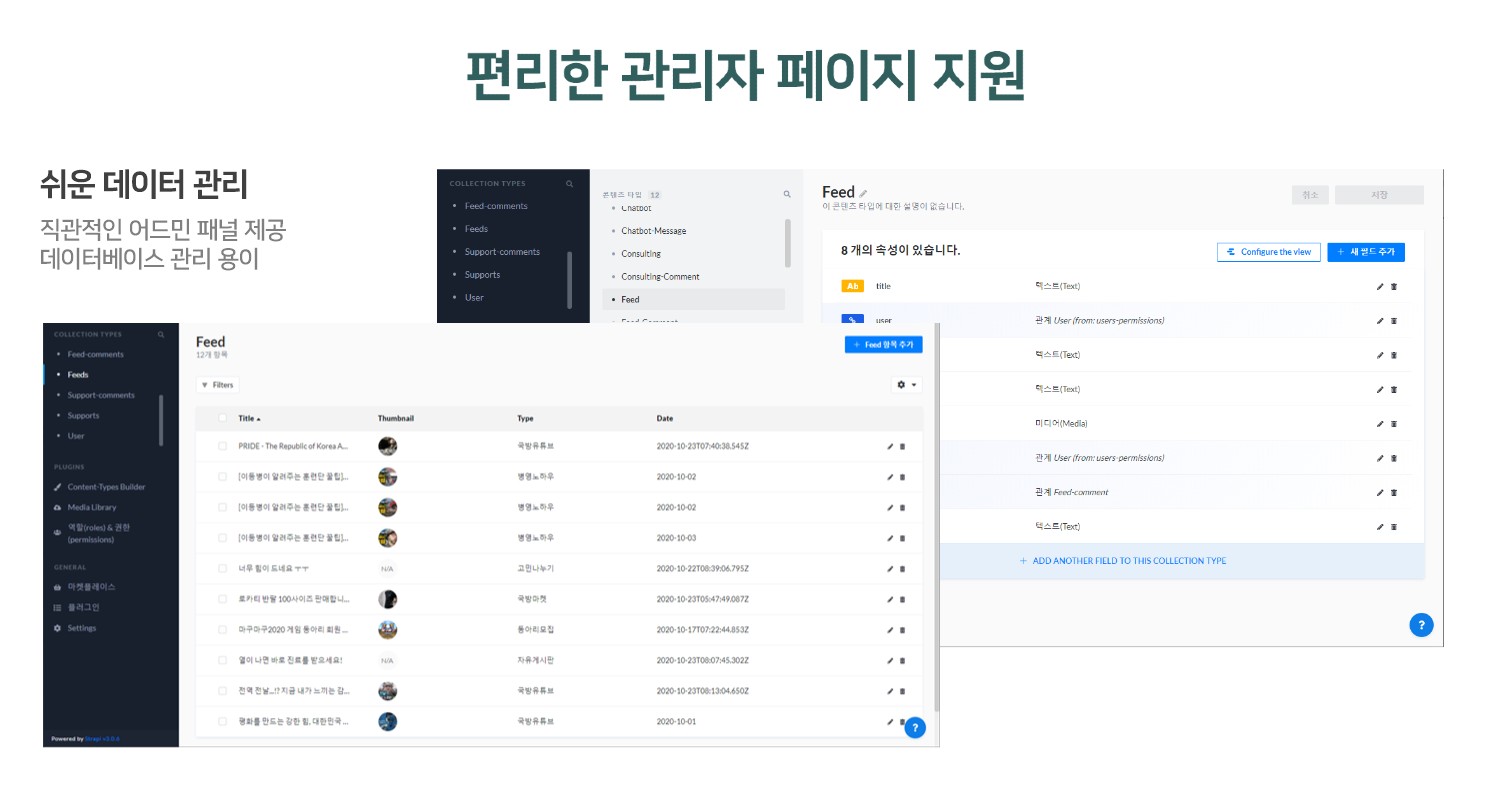 편리한 관리자 페이지 지원
쉬운 데이터 관리
직관적인 어드민 패널 제공
데이터베이스 관리 용이
COLLECTION TYPES
Feed-comments
Feeds
Support-comments
Supports
User
콘텐츠 타입 12
Chatbot
Chatbot-Message
Consulting
Consulting-Comment
Feed
Feed-Comment
Feed
이 콘텐츠 타입에 대한 설명이 없습니다.
취소
저장
8 개의 속성이 있습니다.
Configure the view
+ 새 필드 추가
Ab title 텍스트(Text)
user 관계 User (from: users-permissions)
텍스트(Text)
텍스트(Text)
미디어(Media)
관계 User (from: users-permissions)
관계 Feed-comment
텍스트(Text)
+ ADD ANOTHER FIELD TO THIS COLLECTION TYPE
?
COLLECTION TYPES
Feed-comments
Feeds
Support-comments
Supports
User
PLUGINS
Content-Types Builder
Media Library
역할(roles) & 권한
(permissions)
GENERAL
마켓플레이스
플러그인
Settings
Powered by Strapi v3.0.6
Feed
12개 항목
+ Feed 항목 추가
Filters
Title Thumbnail Type Date
PRIDE - The Republic of Korea A... 국방유튜브 2020-10-23T07:40:38.545Z
[이등병이 알려주는 훈련단 꿀팁]... 병영노하우 2020-10-02
[이등병이 알려주는 훈련단 꿀팁]... 병영노하우 2020-10-02
[이등병이 알려주는 훈련단 꿀팁]... 병영노하우 2020-10-03
너무 힘이 드네요 ㅜㅜ N/A 고민나누기 2020-10-22T08:39:06.795Z
로카티 반팔 100사이즈 판매합니... 국방마켓 2020-10-23T05:47:49.087Z
마구마구2020 게임 동아리 회원 ... 동아리모집 2020-10-17T07:22:44.853Z
열이 나면 바로 진료를 받으세요! N/A 자유게시판 2020-10-23T08:07:45.302Z
전역 전날...!? 지금 내가 느끼는 감... 국방유튜브 2020-10-23T08:13:04.650Z
평화를 만드는 강한 힘, 대한민국 ... 국방유튜브 2020-10-01
?